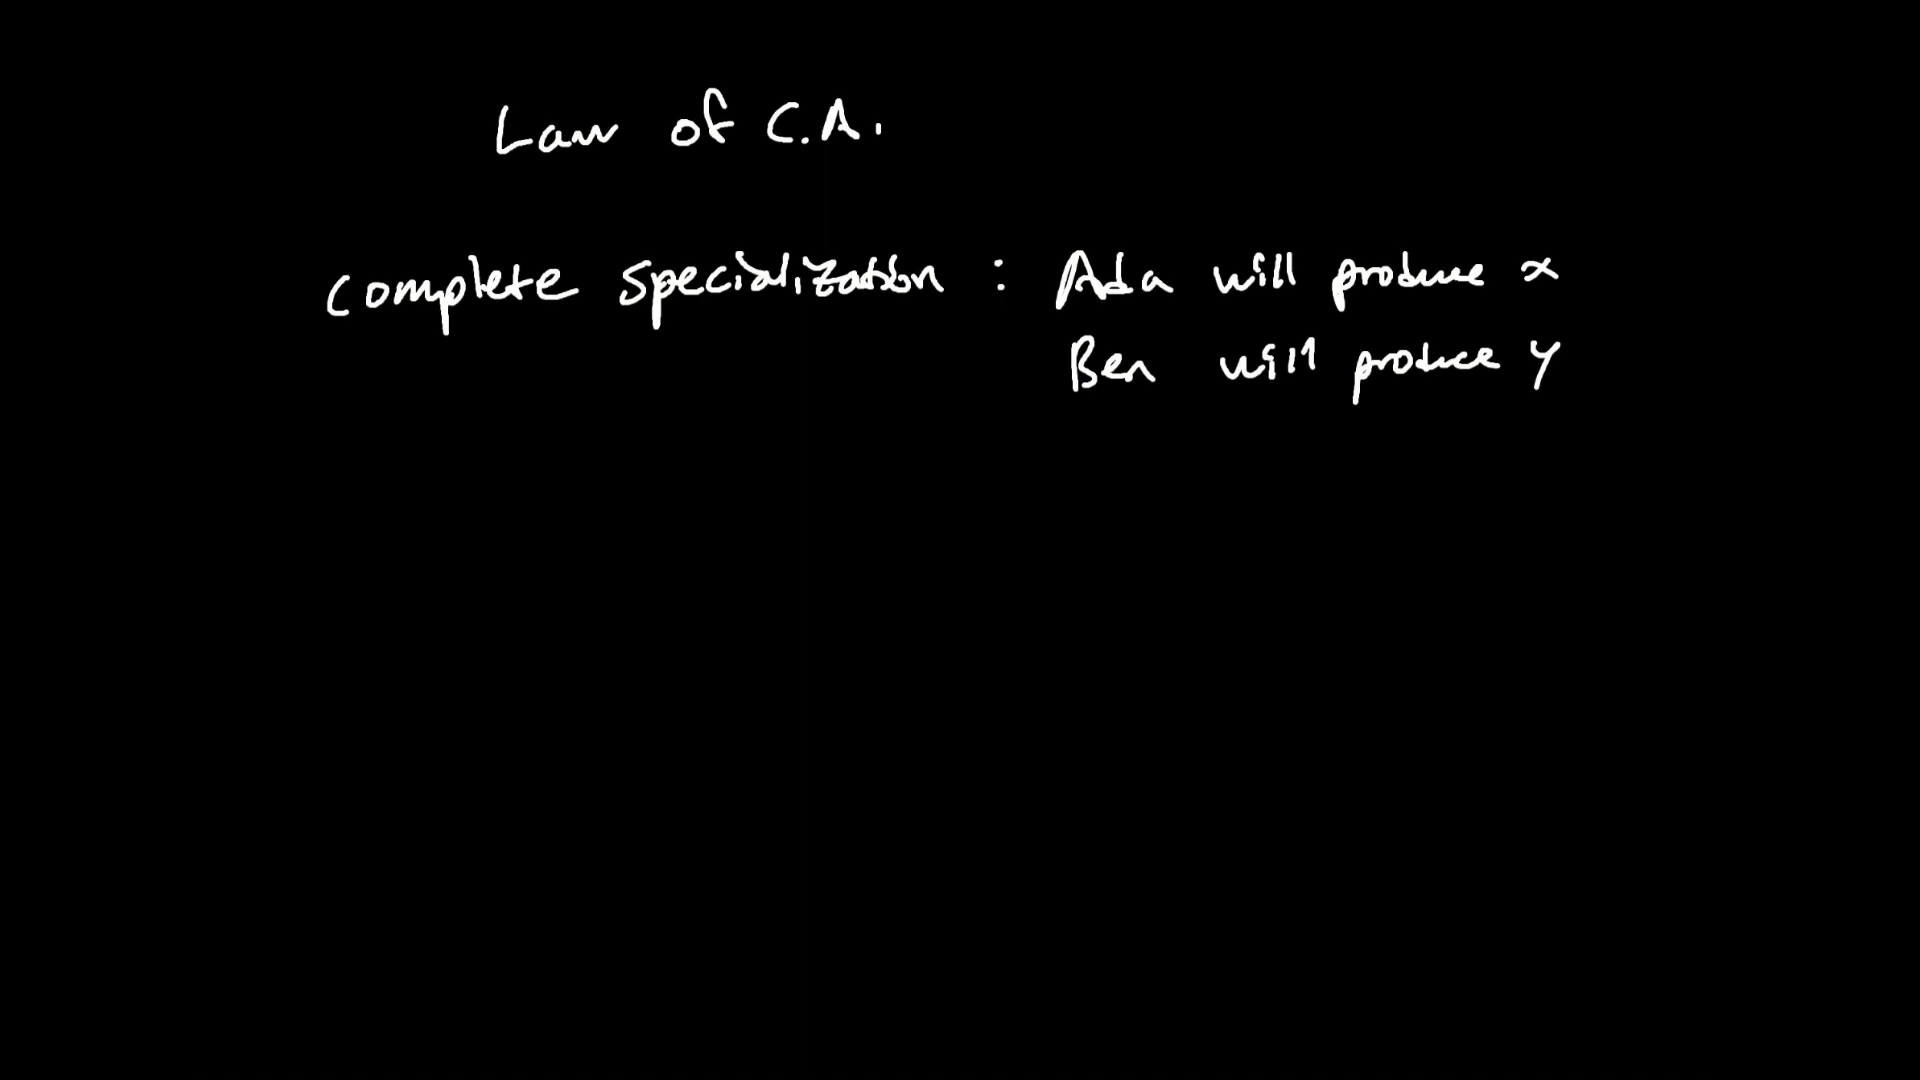 Law of C.A.
complete specialization : Ada will produce x
Ben will produce y